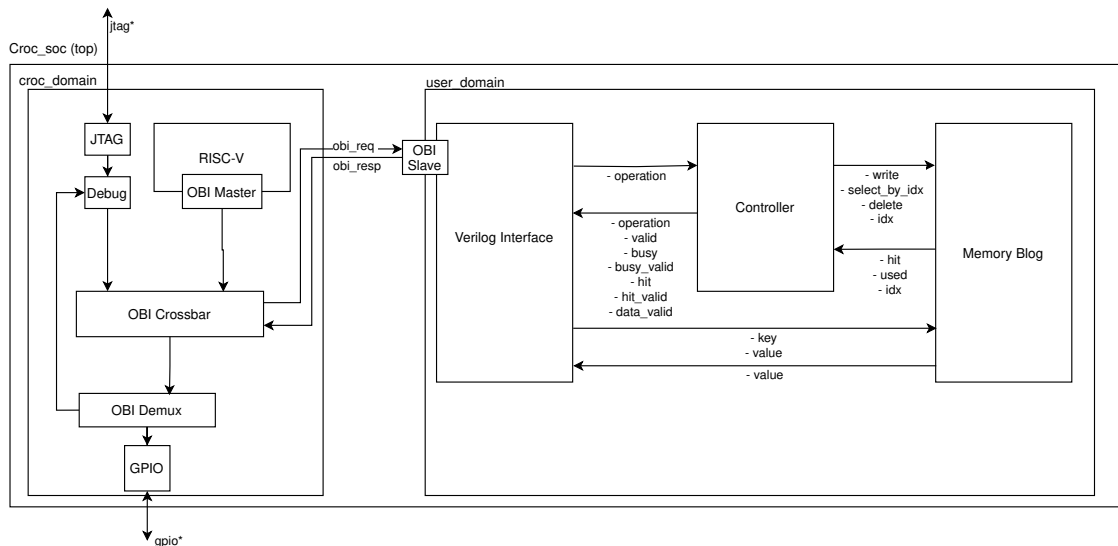 jtag*
Croc_soc (top)
croc_domain
user_domain
JTAG
RISC-V
OBI Master
Debug
OBI Crossbar
OBI Demux
GPIO
gpio*
obi_req
obi_resp
OBI
Slave
Verilog Interface
- operation
- operation
- valid
- busy
- busy_valid
- hit
- hit_valid
- data_valid
Controller
- write
- select_by_idx
- delete
- idx
- hit
- used
- idx
Memory Blog
- key
- value
- value